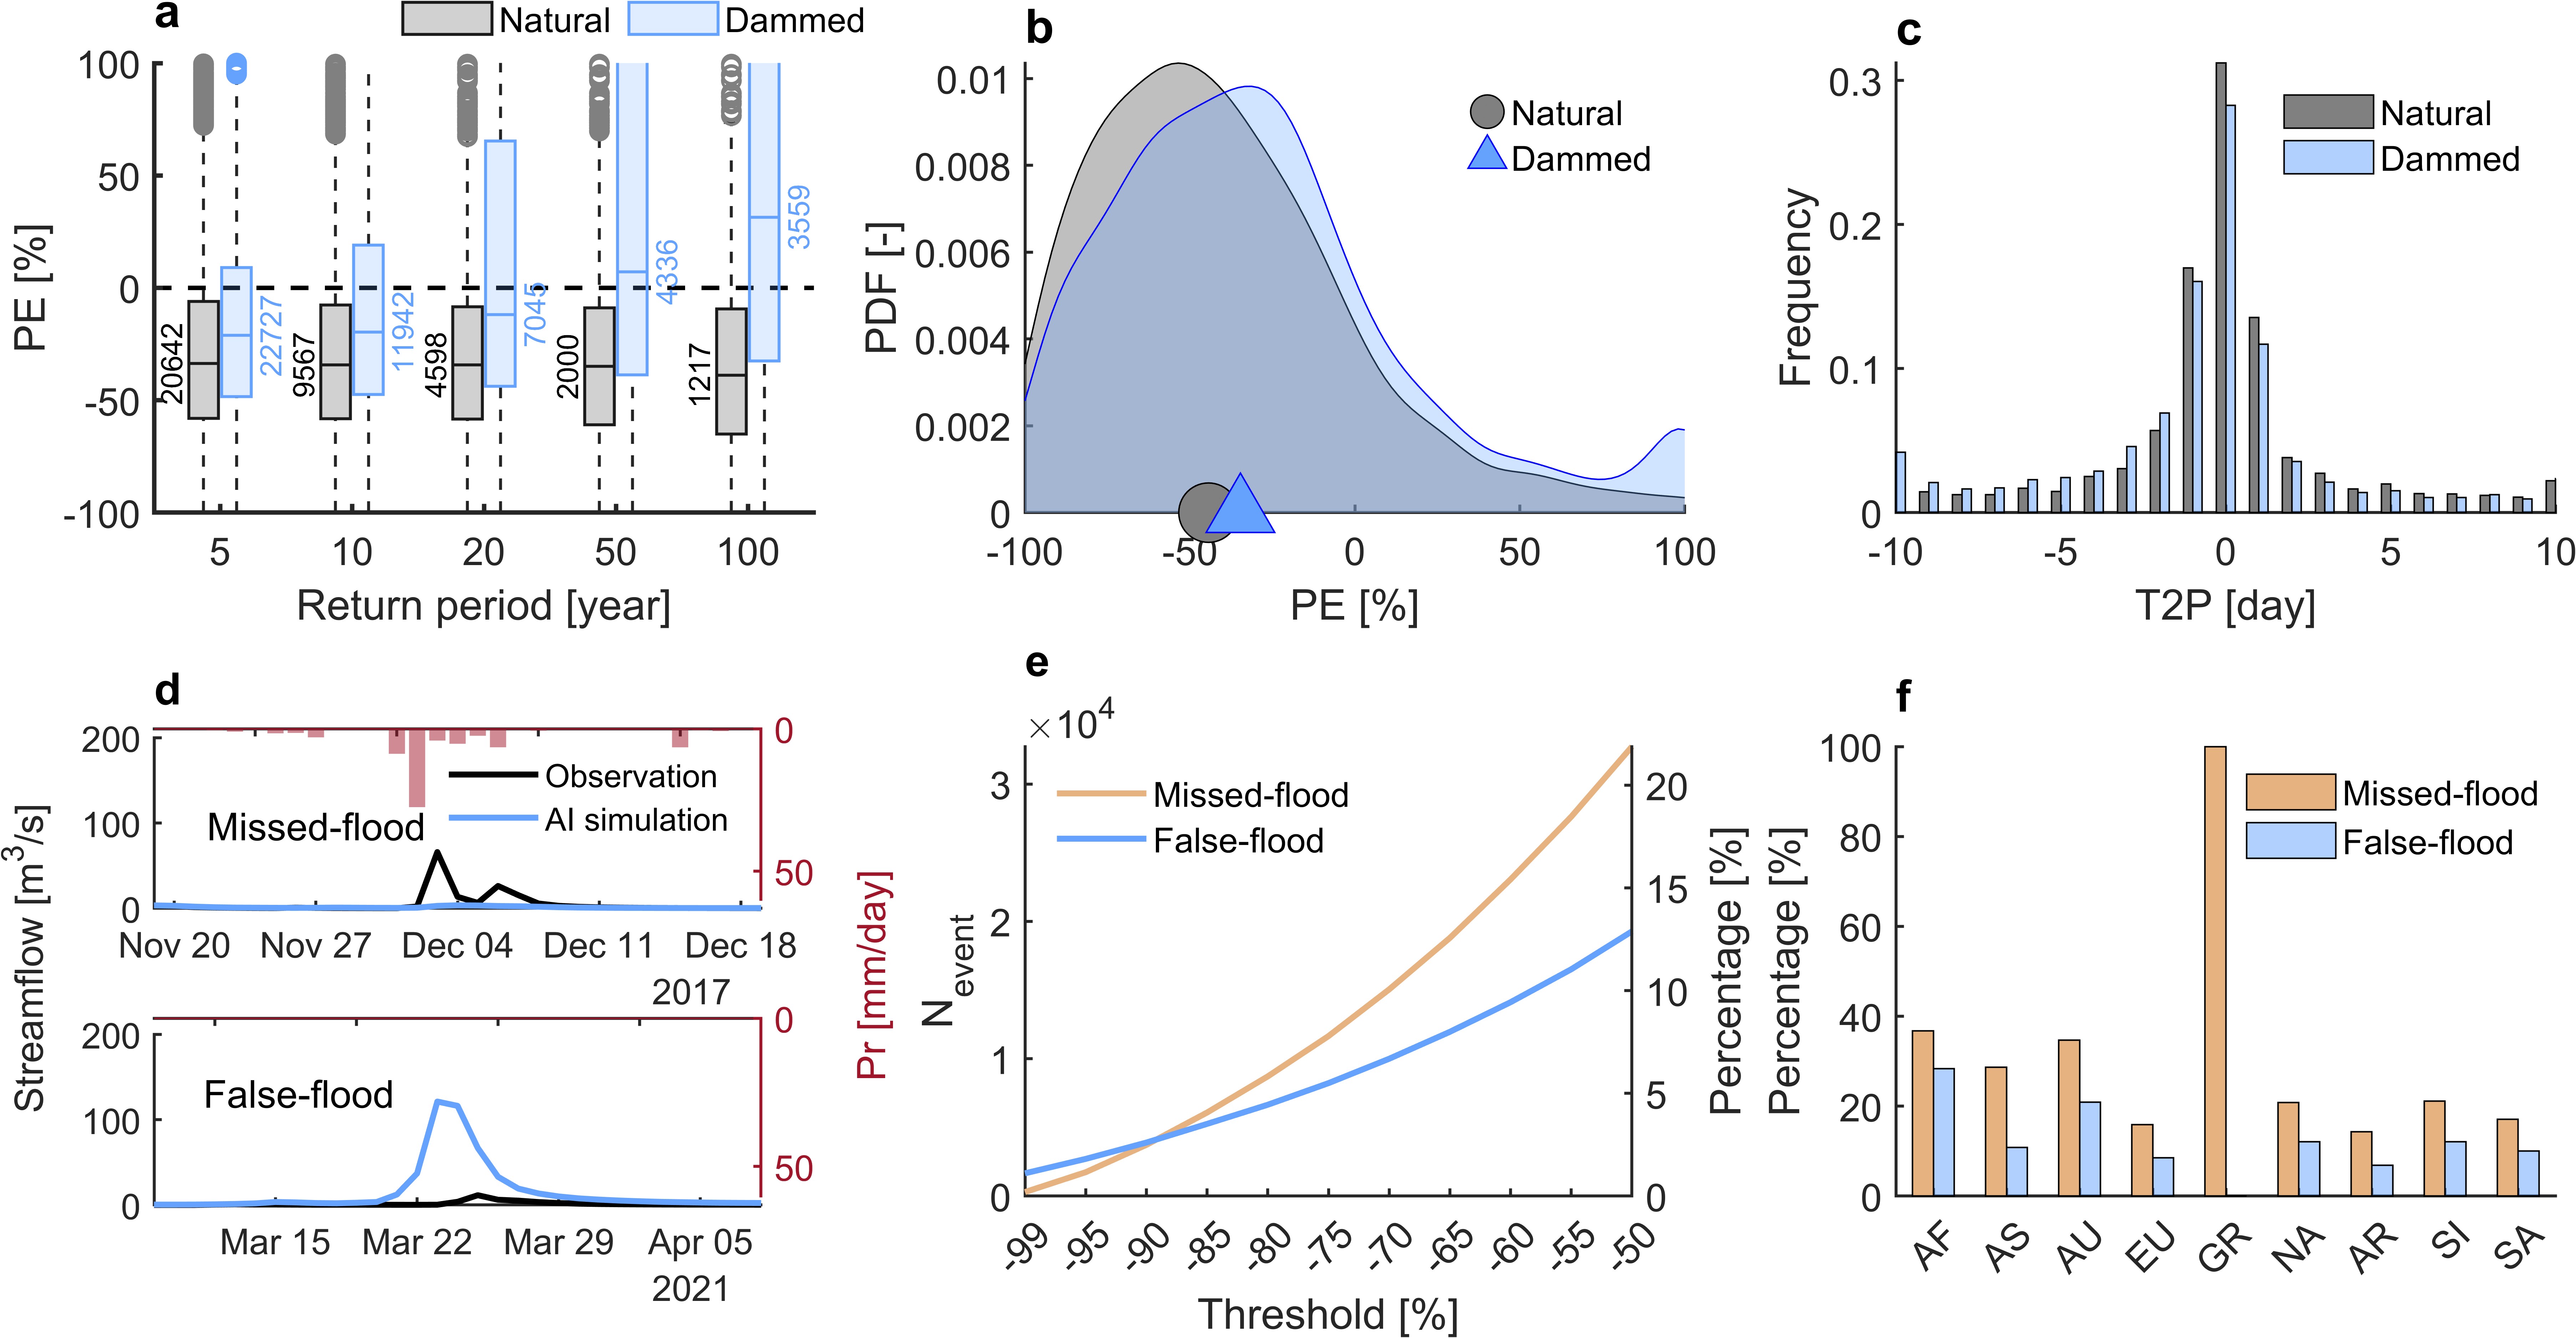 a
Natural
Dammed
100
50
0
-50
-100
PE [%]
20642
22727
9567
11942
4598
7045
2000
4336
1217
3559
5
10
20
50
100
Return period [year]
b
Natural
Dammed
0.01
0.008
0.006
0.004
0.002
0
PDF [-]
-100
-50
0
50
100
PE [%]
c
Natural
Dammed
0.3
0.2
0.1
0
Frequency
-10
-5
0
5
10
T2P [day]
d
200
100
0
0
50
Observation
AI simulation
Missed-flood
Nov 20
Nov 27
Dec 04
Dec 11
Dec 18
2017
Streamflow [m³/s]
Pr [mm/day]
200
100
0
0
50
False-flood
Mar 15
Mar 22
Mar 29
Apr 05
2021
e
×10⁴
Missed-flood
False-flood
3
2
1
0
N event
20
15
10
5
0
Percentage [%]
-99
-95
-90
-85
-80
-75
-70
-65
-60
-55
-50
Threshold [%]
f
Missed-flood
False-flood
100
80
60
40
20
0
Percentage [%]
AF
AS
AU
EU
GR
NA
AR
SI
SA